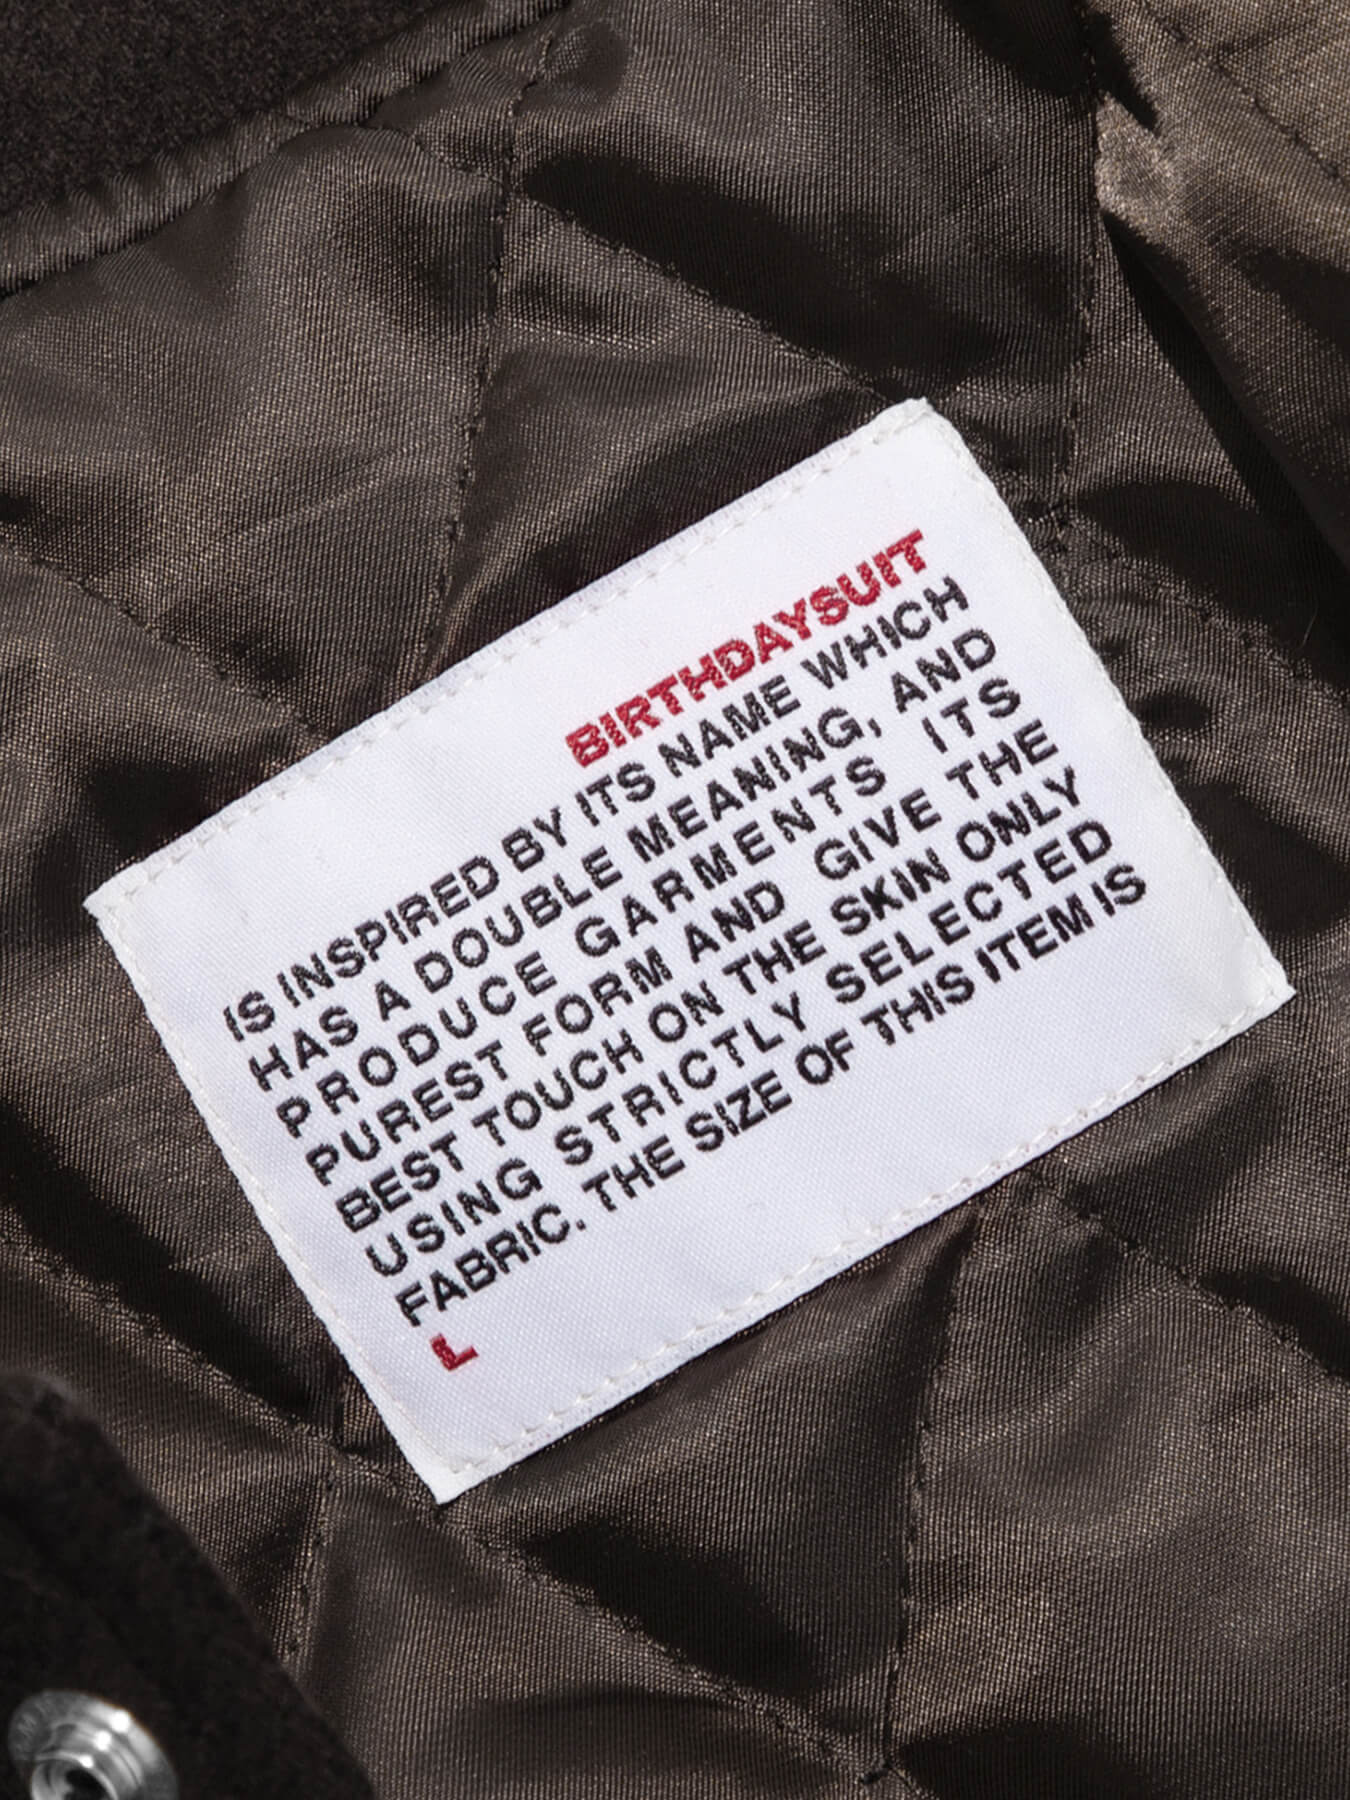 BIRTHDAYSUIT
IS INSPIRED BY ITS NAME WHICH
HAS A DOUBLE MEANING, AND
PRODUCE GARMENTS ITS
PUREST FORM AND GIVE THE
BEST TOUCH ON THE SKIN ONLY
USING STRICTLY SELECTED
FABRIC. THE SIZE OF THIS ITEM IS
L